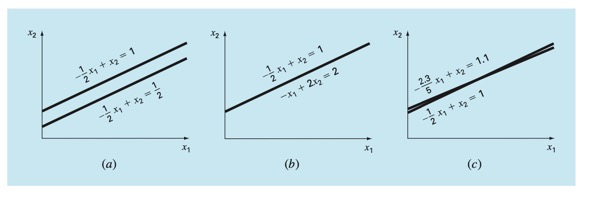 x₂
-1/2 x₁ + x₂ = 1
-1/2 x₁ + x₂ = 1/2
x₁
(a)
x₂
-1/2 x₁ + x₂ = 1
-x₁ + 2x₂ = 2
x₁
(b)
x₂
-2.3/5 x₁ + x₂ = 1.1
-1/2 x₁ + x₂ = 1
x₁
(c)